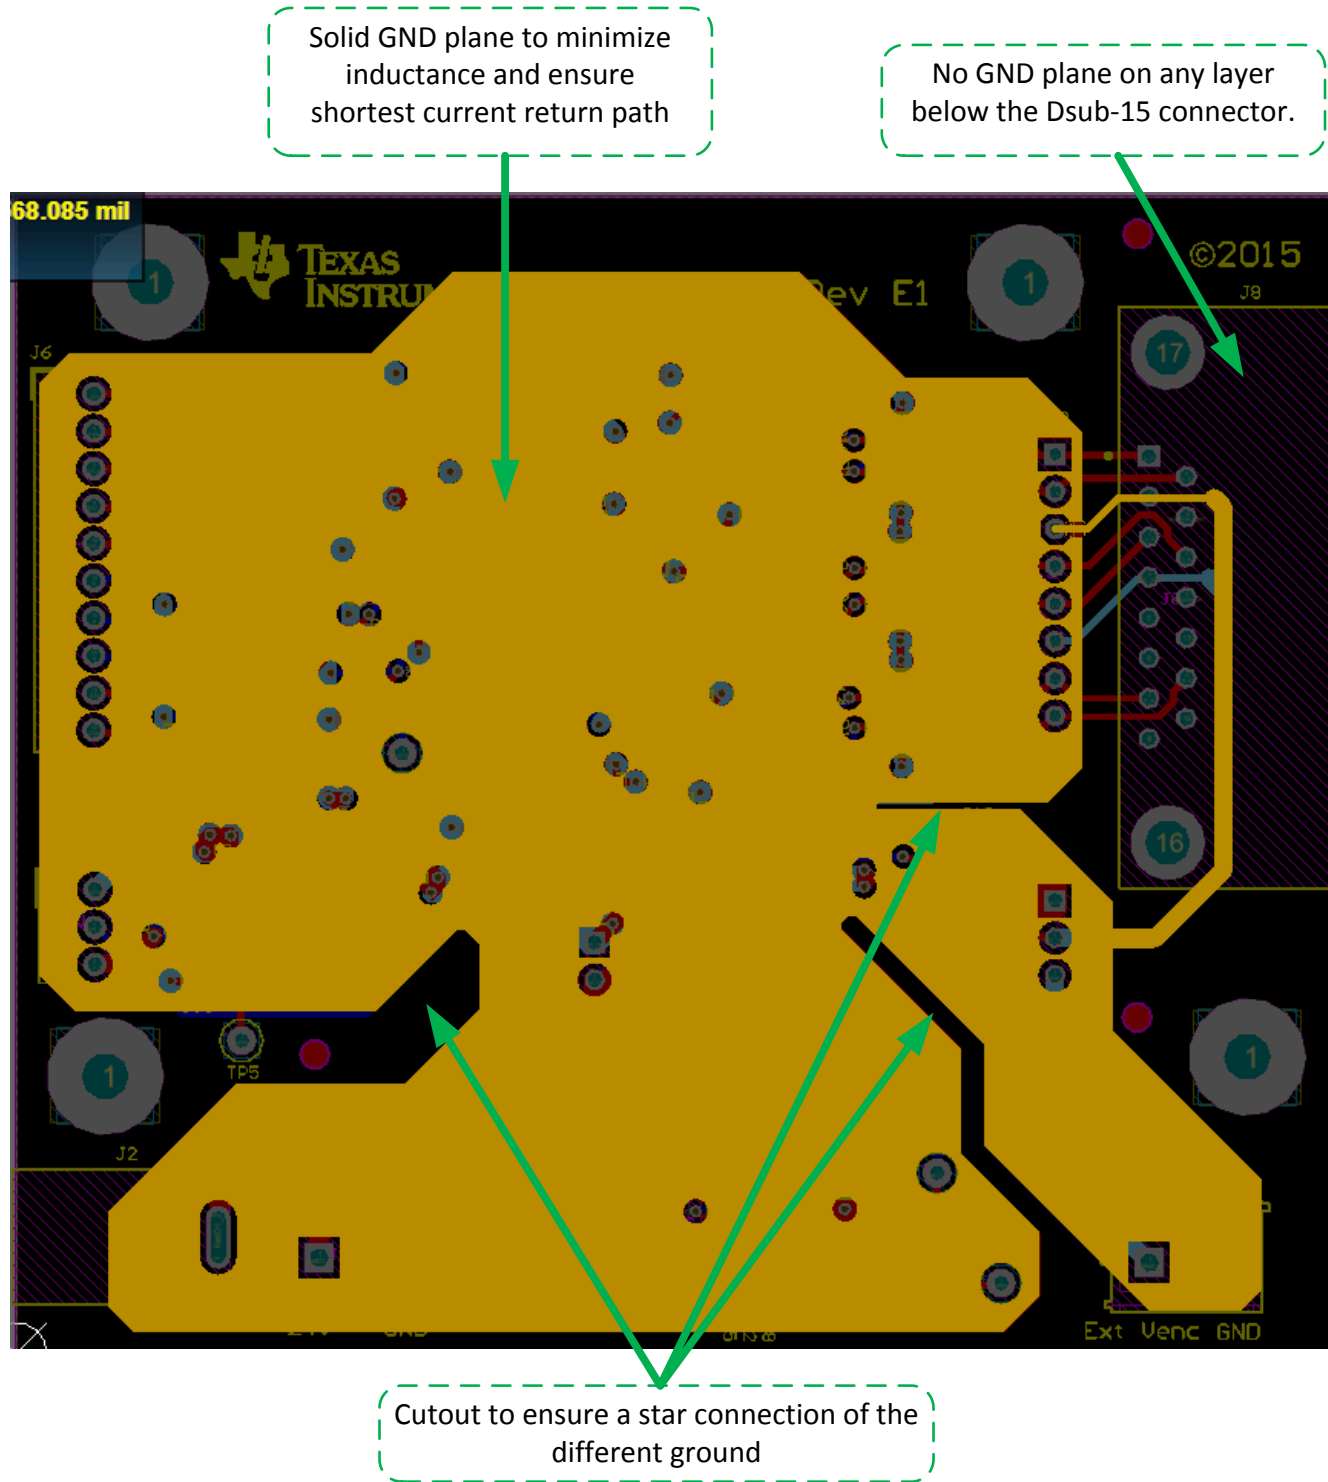 Solid GND plane to minimize
inductance and ensure
shortest current return path
No GND plane on any layer
below the Dsub-15 connector.
68.085 mil
TEXAS
INSTRU
ev E1
©2015
J8
1
1
17
J6
16
TP5
1
1
J2
GND
Ext Venc GND
Cutout to ensure a star connection of the
different ground